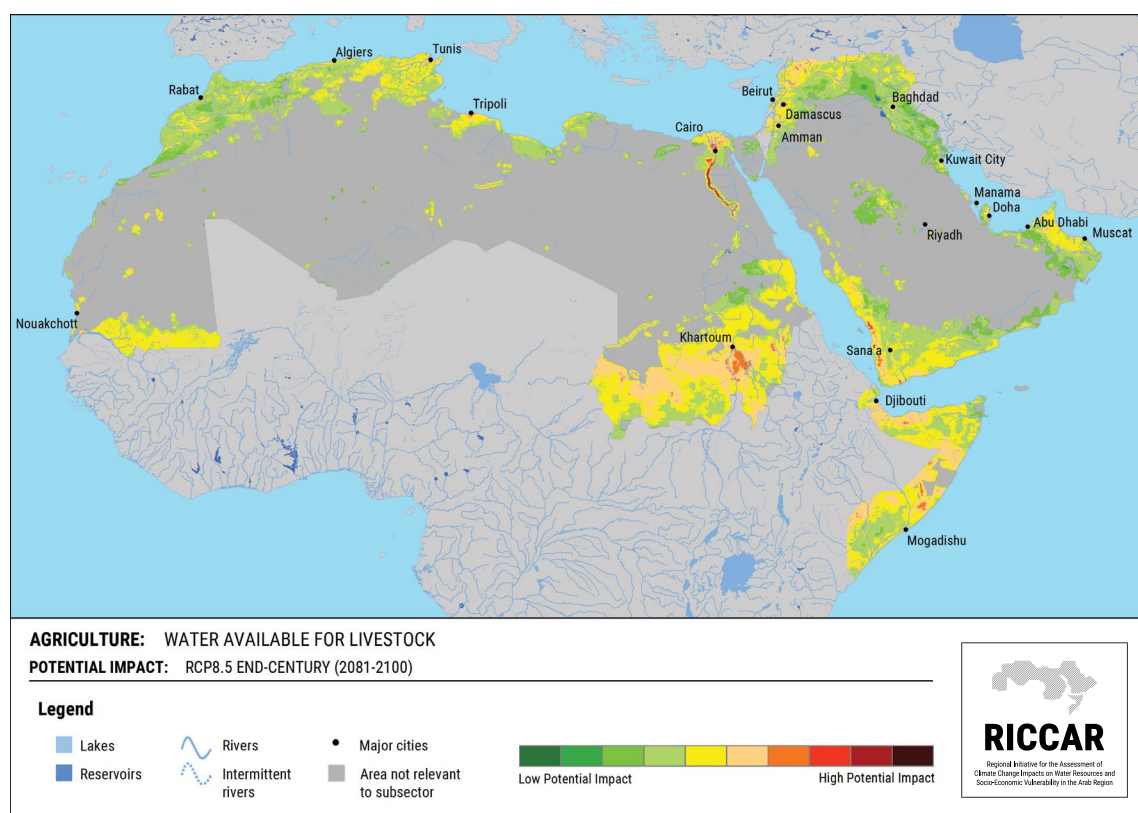 Algiers
Tunis
Rabat
Tripoli
Beirut
Damascus
Baghdad
Cairo
Amman
Kuwait City
Manama
Doha
Abu Dhabi
Riyadh
Muscat
Nouakchott
Khartoum
Sana'a
Djibouti
Mogadishu
AGRICULTURE: WATER AVAILABLE FOR LIVESTOCK
POTENTIAL IMPACT: RCP8.5 END-CENTURY (2081-2100)
Legend
Lakes
Reservoirs
Rivers
Intermittent
rivers
Major cities
Area not relevant
to subsector
Low Potential Impact
High Potential Impact
RICCAR
Regional Initiative for the Assessment of
Climate Change Impacts on Water Resources and
Socio-Economic Vulnerability in the Arab Region